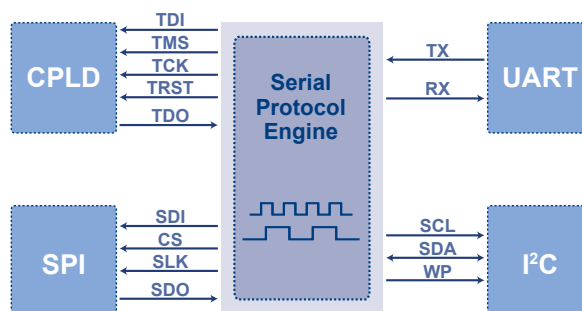 CPLD
TDI
TMS
TCK
TRST
TDO
Serial
Protocol
Engine
TX
RX
UART
SPI
SDI
CS
SLK
SDO
SCL
SDA
WP
I²C